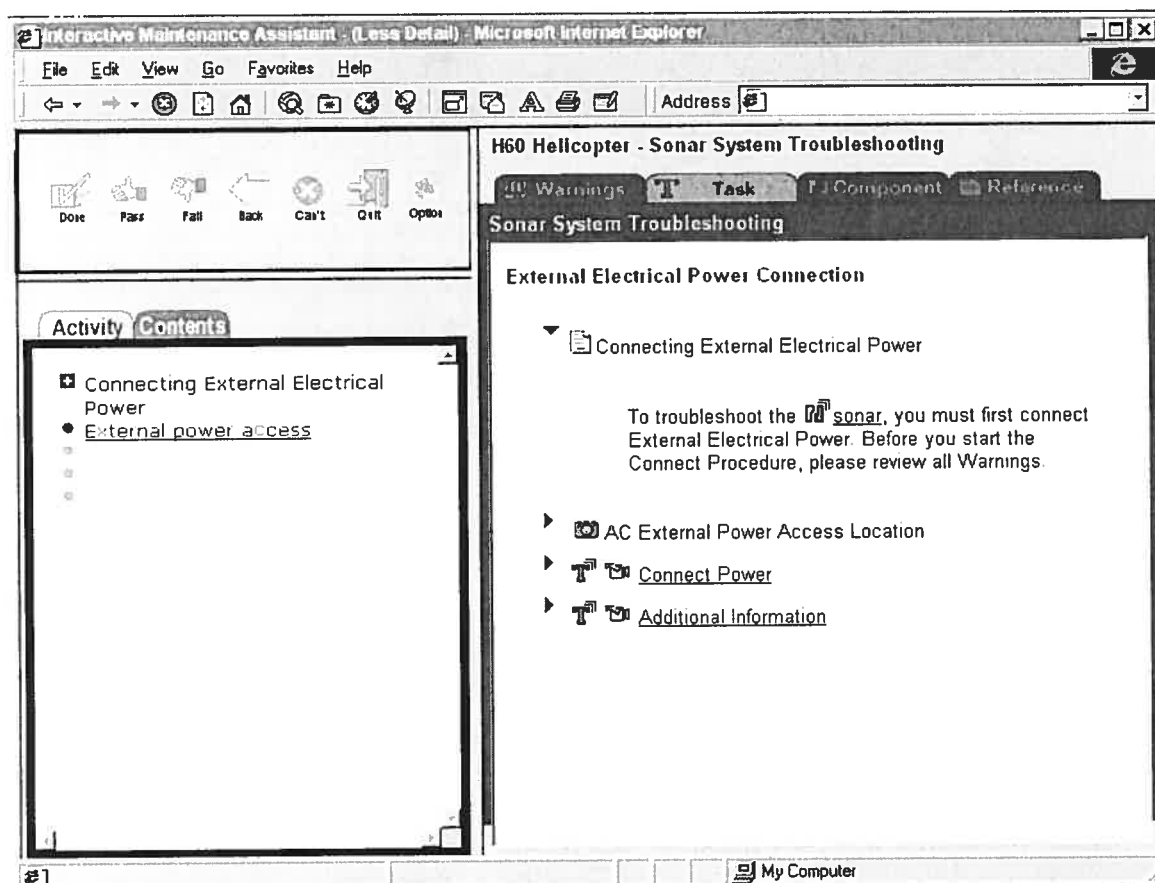 Interactive Maintenance Assistant - (Less Detail) - Microsoft Internet Explorer
File Edit View Go Favorites Help
Address
H60 Helicopter - Sonar System Troubleshooting
Warnings Task Component Reference
Done Pass Fail Back Can't Quit Option
Sonar System Troubleshooting
External Electrical Power Connection
Activity Contents
Connecting External Electrical Power
Connecting External Electrical
Power
External power access
To troubleshoot the sonar, you must first connect
External Electrical Power. Before you start the
Connect Procedure, please review all Warnings.
AC External Power Access Location
Connect Power
Additional Information
My Computer